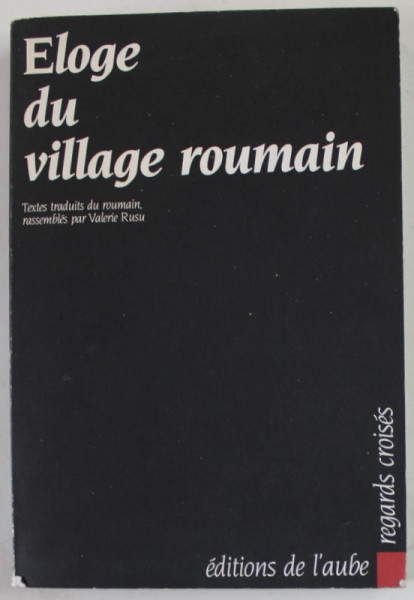 Eloge
du
village roumain
Textes traduits du roumain,
rassemblés par Valerie Rusu
regards croisés
éditions de l'aube